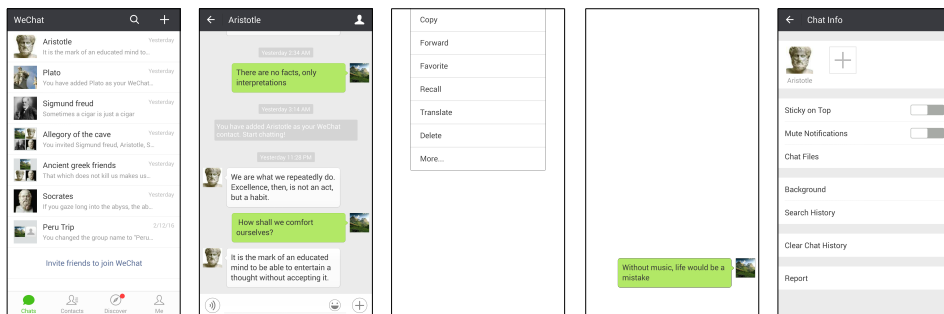 WeChat
Aristotle
Yesterday
It is the mark of an educated mind to...
Plato
Yesterday
You have added Plato as your WeChat...
Sigmund freud
Yesterday
Sometimes a cigar is just a cigar
Allegory of the cave
Yesterday
You invited Sigmund freud, Aristotle, S...
Ancient greek friends
Yesterday
That which does not kill us makes us...
Socrates
Yesterday
If you gaze long into the abyss, the ab...
Peru Trip
2/12/16
You changed the group name to "Peru...
Invite friends to join WeChat
Chats
Contacts
Discover
Me
Aristotle
Yesterday 2:34 AM
There are no facts, only
interpretations
Yesterday 3:14 AM
You have added Aristotle as your WeChat
contact. Start chatting!
Yesterday 11:20 PM
We are what we repeatedly do.
Excellence, then, is not an act,
but a habit.
How shall we comfort
ourselves?
It is the mark of an educated
mind to be able to entertain a
thought without accepting it.
Copy
Forward
Favorite
Recall
Translate
Delete
More...
Without music, life would be a
mistake
Chat Info
Aristotle
Sticky on Top
Mute Notifications
Chat Files
Background
Search History
Clear Chat History
Report